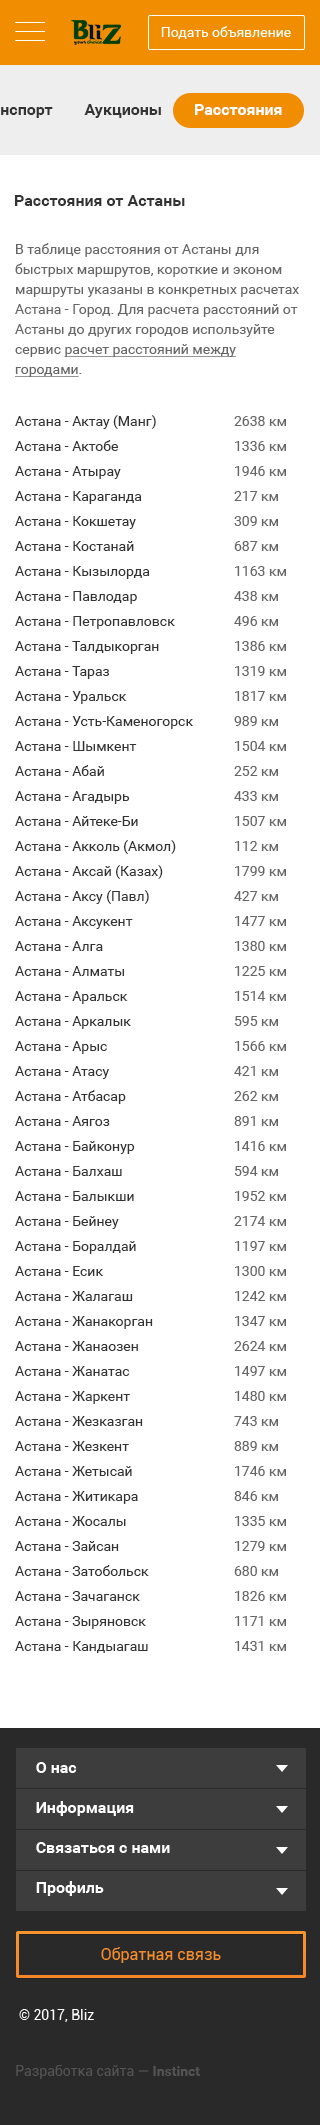 Bliz
your choice
Подать объявление
нспорт Аукционы Расстояния
Расстояния от Астаны
В таблице расстояния от Астаны для
быстрых маршрутов, короткие и эконом
маршруты указаны в конкретных расчетах
Астана - Город. Для расчета расстояний от
Астаны до других городов используйте
сервис расчет расстояний между
городами.
Астана - Актау (Манг) 2638 км
Астана - Актобе 1336 км
Астана - Атырау 1946 км
Астана - Караганда 217 км
Астана - Кокшетау 309 км
Астана - Костанай 687 км
Астана - Кызылорда 1163 км
Астана - Павлодар 438 км
Астана - Петропавловск 496 км
Астана - Талдыкорган 1386 км
Астана - Тараз 1319 км
Астана - Уральск 1817 км
Астана - Усть-Каменогорск 989 км
Астана - Шымкент 1504 км
Астана - Абай 252 км
Астана - Агадырь 433 км
Астана - Айтеке-Би 1507 км
Астана - Акколь (Акмол) 112 км
Астана - Аксай (Казах) 1799 км
Астана - Аксу (Павл) 427 км
Астана - Аксукент 1477 км
Астана - Алга 1380 км
Астана - Алматы 1225 км
Астана - Аральск 1514 км
Астана - Аркалык 595 км
Астана - Арыс 1566 км
Астана - Атасу 421 км
Астана - Атбасар 262 км
Астана - Аягоз 891 км
Астана - Байконур 1416 км
Астана - Балхаш 594 км
Астана - Балыкши 1952 км
Астана - Бейнеу 2174 км
Астана - Боралдай 1197 км
Астана - Есик 1300 км
Астана - Жалагаш 1242 км
Астана - Жанакорган 1347 км
Астана - Жанаозен 2624 км
Астана - Жанатас 1497 км
Астана - Жаркент 1480 км
Астана - Жезказган 743 км
Астана - Жезкент 889 км
Астана - Жетысай 1746 км
Астана - Житикара 846 км
Астана - Жосалы 1335 км
Астана - Зайсан 1279 км
Астана - Затобольск 680 км
Астана - Зачаганск 1826 км
Астана - Зыряновск 1171 км
Астана - Кандыагаш 1431 км
О нас
Информация
Связаться с нами
Профиль
Обратная связь
© 2017, Bliz
Разработка сайта — Instinct